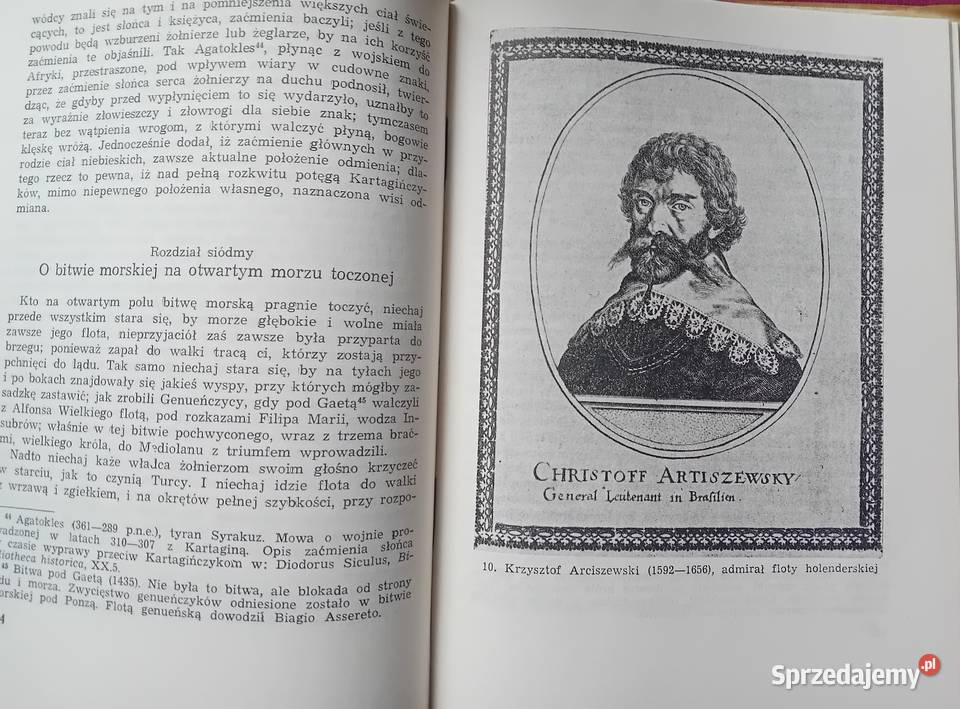 wódcy znali się na tym i na pomniejszenia większych ciał świe-
cących, to jest słońca i księżyca, zaćmienia baczyli; jeśli z tego
powodu będą wzburzeni żołnierze lub żeglarze, by na ich korzyść
zaćmienia te objaśnili. Tak Agatokles⁴⁴, płynąc z wojskiem do
Afryki, przestraszone, pod wpływem wiary w cudowne znaki,
przez zaćmienie słońca serca żołnierzy na duchu podnosił, twier-
dząc, że gdyby przed wypłynięciem to się wydarzyło, uznałby to
za wyraźnie złowieszczy i złowrogi dla siebie znak; tymczasem
teraz bez wątpienia wrogom, z którymi walczyć płyną, bogowie
klęskę wróżą. Jednocześnie dodał, iż zaćmienie głównych w przy-
rodzie ciał niebieskich, zawsze aktualne położenie odmienia; dla-
tego rzecz to pewna, iż nad pełną rozkwitu potęgą Kartagińczy-
ków, mimo niepewnego położenia własnego, naznaczona wisi od-
miana.
Rozdział siódmy
O bitwie morskiej na otwartym morzu toczonej
Kto na otwartym polu bitwę morską pragnie toczyć, niechaj
przede wszystkim stara się, by morze głębokie i wolne miała
zawsze jego flota, nieprzyjaciół zaś zawsze była przyparta do
brzegu; ponieważ zapał do walki tracą ci, którzy zostają przy-
pchnięci do lądu. Tak samo niechaj stara się, by na tyłach jego
i po bokach znajdowały się jakieś wyspy, przy których mógłby za-
sadzkę zastawić; jak zrobili Genueńczycy, gdy pod Gaetą⁴⁵ walczyli
z Alfonsa Wielkiego flotą, pod rozkazami Filipa Marii, wodza In-
subrów; właśnie w tej bitwie pochwyconego, wraz z trzema brać-
mi, wielkiego króla, do Mediolanu z triumfem wprowadzili.
Nadto niechaj każe władca żołnierzom swoim głośno krzyczeć
w starciu, jak to czynią Turcy. I niechaj idzie flota do walki
z wrzawą i zgiełkiem, i na okrętów pełnej szybkości, przy rozpo-
⁴⁴ Agatokles (361—289 p.n.e.), tyran Syrakuz. Mowa o wojnie pro-
wadzonej w latach 310—307 z Kartaginą. Opis zaćmienia słońca
czasie wyprawy przeciw Kartagińczykom w: Diodorus Siculus, Bi-
bliotheca historica, XX.5.
⁴⁵ Bitwa pod Gaetą (1435). Nie była to bitwa, ale blokada od strony
du i morza. Zwycięstwo genueńczyków odniesione zostało w bitwie
orskiej pod Ponzą. Flotą genueńską dowodził Biagio Assereto.
4
CHRISTOFF ARTISZEWSKY
General Leutenant in Brasilien.
10. Krzysztof Arciszewski (1592—1656), admirał floty holenderskiej
Sprzedajemy.pl